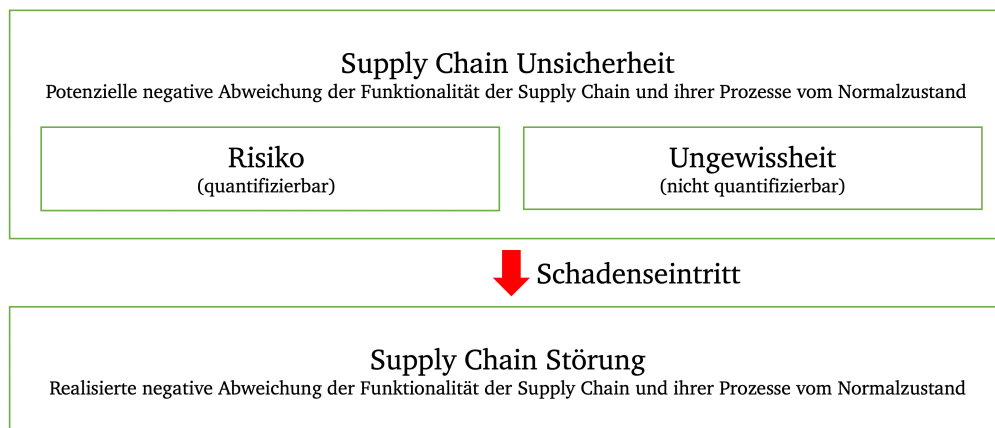 Supply Chain Unsicherheit
Potenzielle negative Abweichung der Funktionalität der Supply Chain und ihrer Prozesse vom Normalzustand
Risiko
(quantifizierbar)
Ungewissheit
(nicht quantifizierbar)
Schadenseintritt
Supply Chain Störung
Realisierte negative Abweichung der Funktionalität der Supply Chain und ihrer Prozesse vom Normalzustand